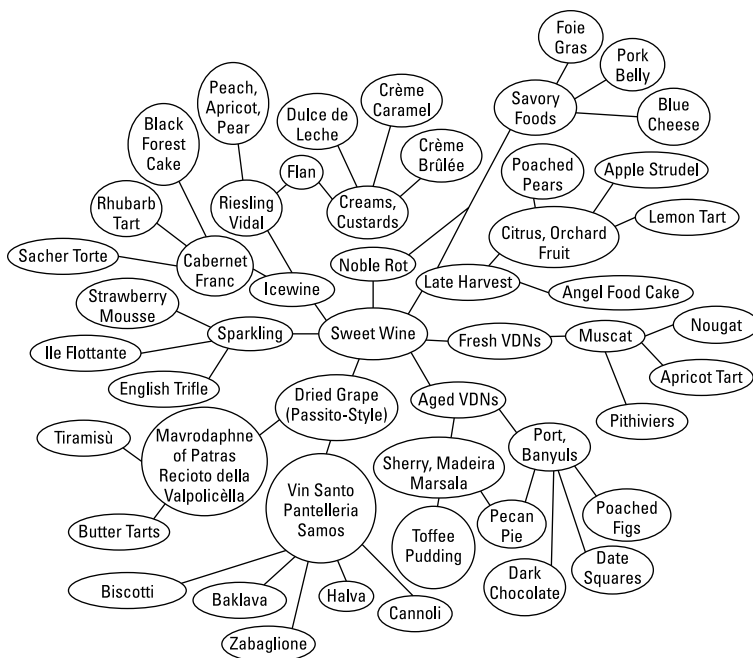 Foie
Gras
Pork
Belly
Savory
Foods
Blue
Cheese
Peach,
Apricot,
Pear
Crème
Caramel
Dulce de
Leche
Black
Forest
Cake
Crème
Brûlée
Flan
Poached
Pears
Apple Strudel
Rhubarb
Tart
Riesling
Vidal
Creams,
Custards
Lemon Tart
Citrus, Orchard
Fruit
Sacher Torte
Cabernet
Franc
Noble Rot
Icewine
Late Harvest
Angel Food Cake
Strawberry
Mousse
Sparkling
Sweet Wine
Fresh VDNs
Muscat
Nougat
Ile Flottante
Apricot Tart
English Trifle
Dried Grape
(Passito-Style)
Aged VDNs
Pithiviers
Tiramisù
Mavrodaphne
of Patras
Recioto della
Valpolicèlla
Port,
Banyuls
Sherry, Madeira
Marsala
Vin Santo
Pantelleria
Samos
Butter Tarts
Toffee
Pudding
Pecan
Pie
Poached
Figs
Date
Squares
Dark
Chocolate
Biscotti
Baklava
Halva
Cannoli
Zabaglione